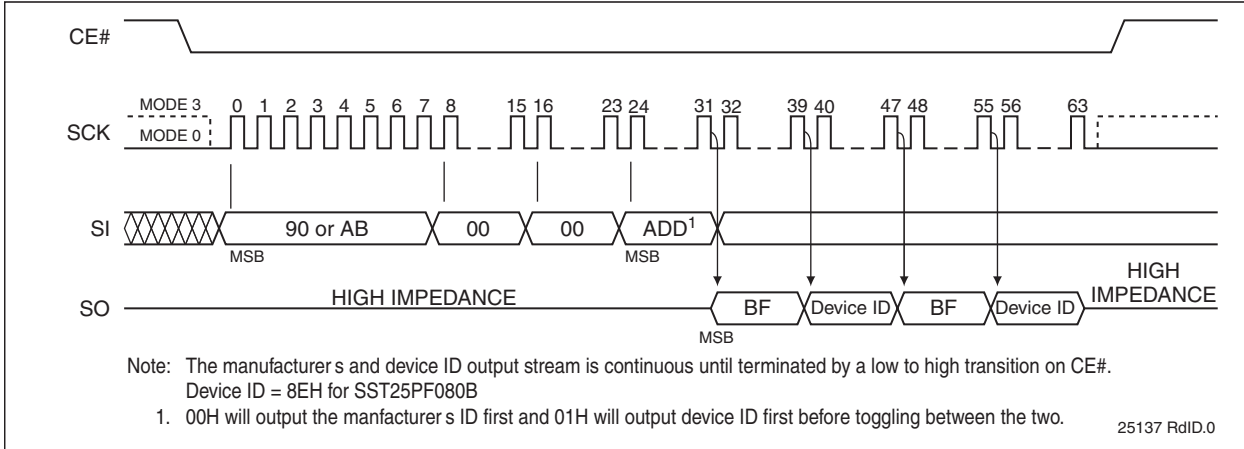 CE#
MODE 3 0 1 2 3 4 5 6 7 8 15 16 23 24 31 32 39 40 47 48 55 56 63
SCK MODE 0
SI 90 or AB 00 00 ADD1
MSB MSB
HIGH IMPEDANCE
SO HIGH IMPEDANCE BF Device ID BF Device ID
MSB
Note: The manufacturer s and device ID output stream is continuous until terminated by a low to high transition on CE#.
Device ID = 8EH for SST25PF080B
1. 00H will output the manfacturer s ID first and 01H will output device ID first before toggling between the two.
25137 RdID.0